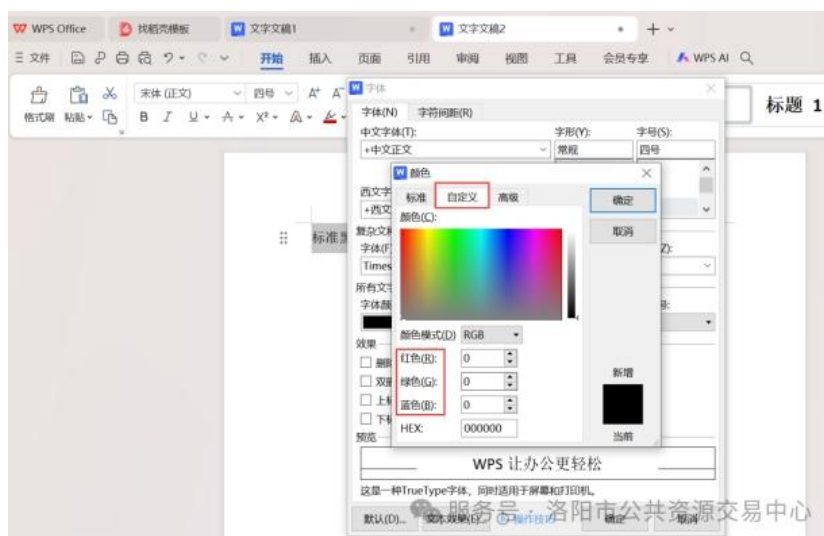 WPS Office 找稻壳模板 文字文稿1 文字文稿2
文件 开始 插入 页面 引用 审阅 视图 工具 会员专享 WPS AI
格式刷 粘贴 宋体 (正文) 四号 A⁺ A⁻ 标题 1
B I U A X² A
字体
字体(N) 字符间距(R)
中文字体(T): 字形(Y): 字号(S):
+中文正文 常规 四号
颜色
西文字
标准 自定义 高级 确定
+西文
颜色(C):
取消
标准
字体(F Z):
Times
所有文字
字体颜 号:
颜色模式(D) RGB
效果
红色(R): 0
绿色(G): 0
新增
蓝色(B): 0
HEX: 000000
当前
预览
WPS 让办公更轻松
这是一种TrueType字体，同时适用于屏幕和打印机。
默认(D)... 文本效果(E) 操作技巧 确定 取消
服务号 · 洛阳市公共资源交易中心